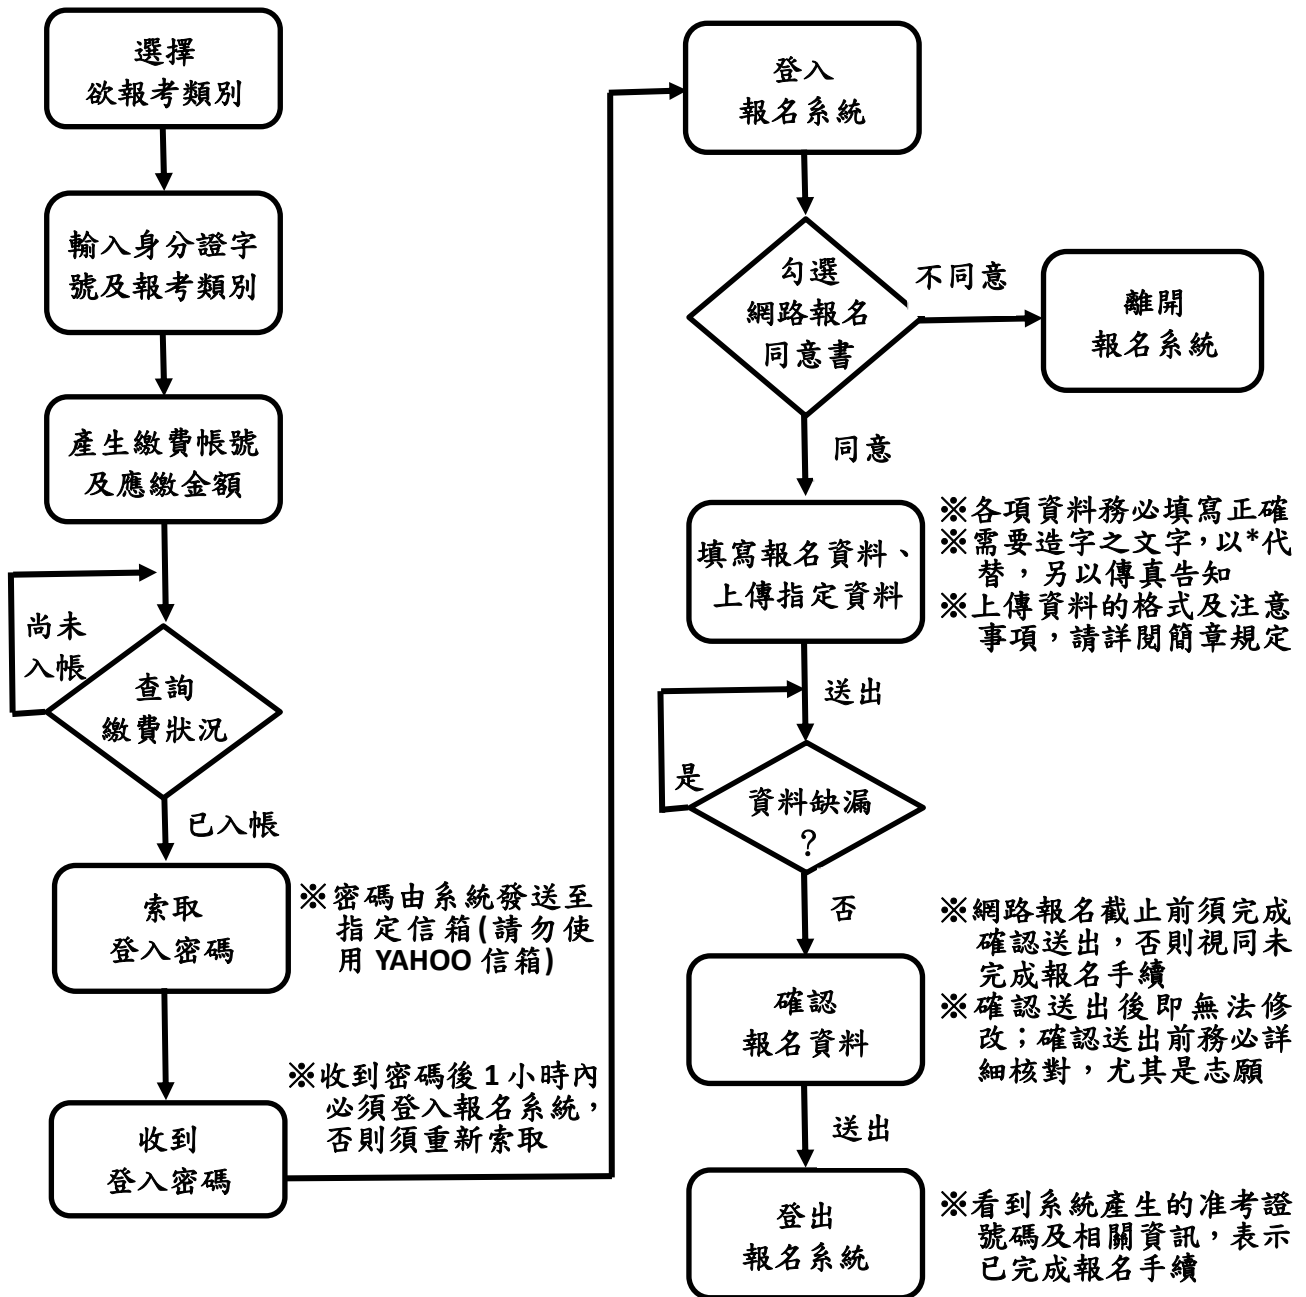 選擇
欲報考類別
輸入身分證字
號及報考類別
產生繳費帳號
及應繳金額
尚未
入帳
查詢
繳費狀況
已入帳
索取
登入密碼
※密碼由系統發送至
指定信箱(請勿使
用 YAHOO 信箱)
收到
登入密碼
※收到密碼後 1 小時內
必須登入報名系統，
否則須重新索取
登入
報名系統
勾選
網路報名
同意書
不同意
離開
報名系統
同意
填寫報名資料、
上傳指定資料
※各項資料務必填寫正確
※需要造字之文字，以*代
替，另以傳真告知
※上傳資料的格式及注意
事項，請詳閱簡章規定
送出
是
資料缺漏
？
否
確認
報名資料
※網路報名截止前須完成
確認送出，否則視同未
完成報名手續
※確認送出後即無法修
改；確認送出前務必詳
細核對，尤其是志願
送出
登出
報名系統
※看到系統產生的准考證
號碼及相關資訊，表示
已完成報名手續